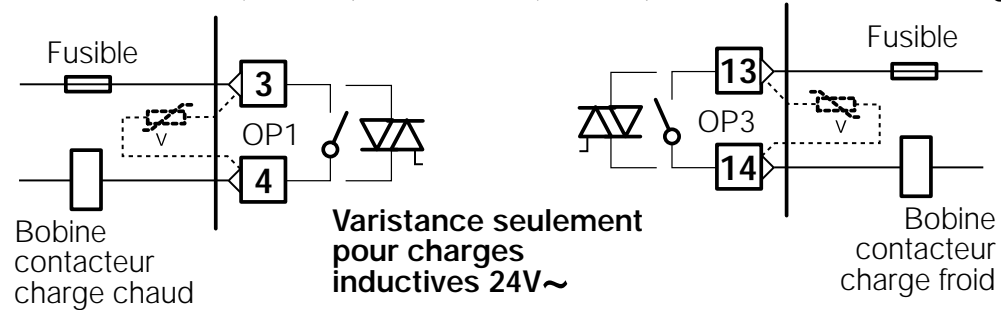 Fusible
3
V
OP1
4
Bobine
contacteur
charge chaud
Varistance seulement
pour charges
inductives 24V~
Fusible
13
V
OP3
14
Bobine
contacteur
charge froid